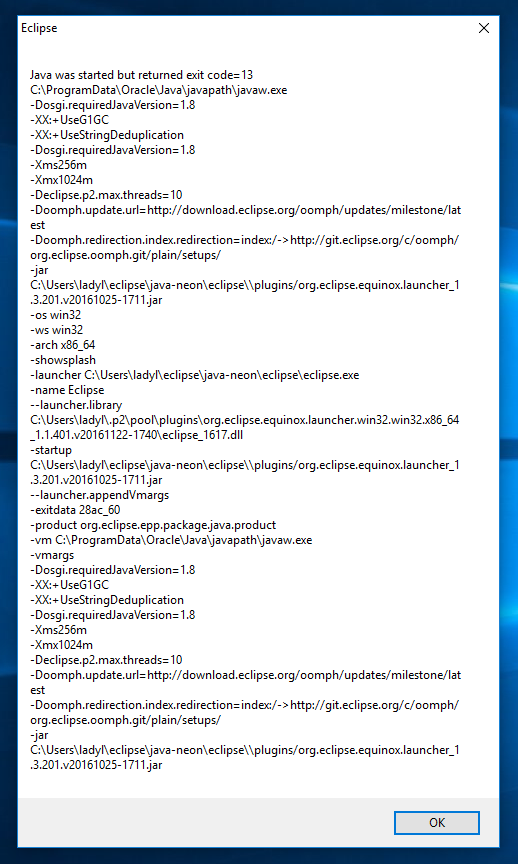 Eclipse
Java was started but returned exit code=13
C:\ProgramData\Oracle\Java\javapath\javaw.exe
-Dosgi.requiredJavaVersion=1.8
-XX:+UseG1GC
-XX:+UseStringDeduplication
-Dosgi.requiredJavaVersion=1.8
-Xms256m
-Xmx1024m
-Declipse.p2.max.threads=10
-Doomph.update.url=http://download.eclipse.org/oomph/updates/milestone/lat
est
-Doomph.redirection.index.redirection=index:/->http://git.eclipse.org/c/oomph/
org.eclipse.oomph.git/plain/setups/
-jar
C:\Users\ladyl\eclipse\java-neon\eclipse\\plugins/org.eclipse.equinox.launcher_1
.3.201.v20161025-1711.jar
-os win32
-ws win32
-arch x86_64
-showsplash
-launcher C:\Users\ladyl\eclipse\java-neon\eclipse\eclipse.exe
-name Eclipse
--launcher.library
C:\Users\ladyl\.p2\pool\plugins\org.eclipse.equinox.launcher.win32.win32.x86_64
_1.1.401.v20161122-1740\eclipse_1617.dll
-startup
C:\Users\ladyl\eclipse\java-neon\eclipse\\plugins/org.eclipse.equinox.launcher_1
.3.201.v20161025-1711.jar
--launcher.appendVmargs
-exitdata 28ac_60
-product org.eclipse.epp.package.java.product
-vm C:\ProgramData\Oracle\Java\javapath\javaw.exe
-vmargs
-Dosgi.requiredJavaVersion=1.8
-XX:+UseG1GC
-XX:+UseStringDeduplication
-Dosgi.requiredJavaVersion=1.8
-Xms256m
-Xmx1024m
-Declipse.p2.max.threads=10
-Doomph.update.url=http://download.eclipse.org/oomph/updates/milestone/lat
est
-Doomph.redirection.index.redirection=index:/->http://git.eclipse.org/c/oomph/
org.eclipse.oomph.git/plain/setups/
-jar
C:\Users\ladyl\eclipse\java-neon\eclipse\\plugins/org.eclipse.equinox.launcher_1
.3.201.v20161025-1711.jar
OK